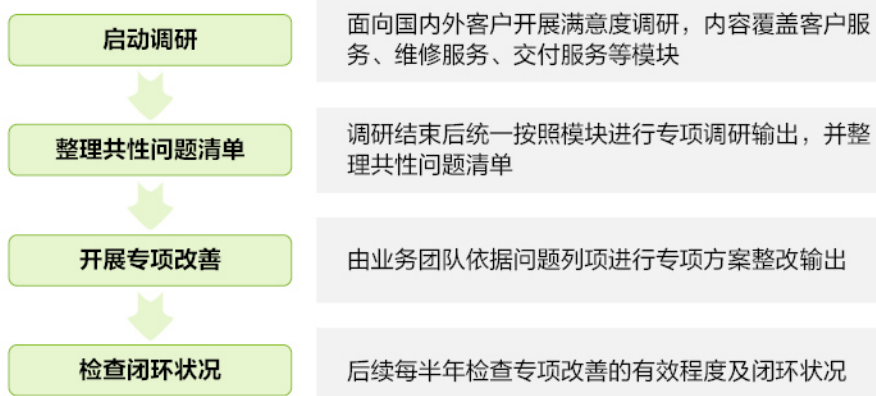 启动调研
面向国内外客户开展满意度调研，内容覆盖客户服
务、维修服务、交付服务等模块
整理共性问题清单
调研结束后统一按照模块进行专项调研输出，并整
理共性问题清单
开展专项改善
由业务团队依据问题列项进行专项方案整改输出
检查闭环状况
后续每半年检查专项改善的有效程度及闭环状况